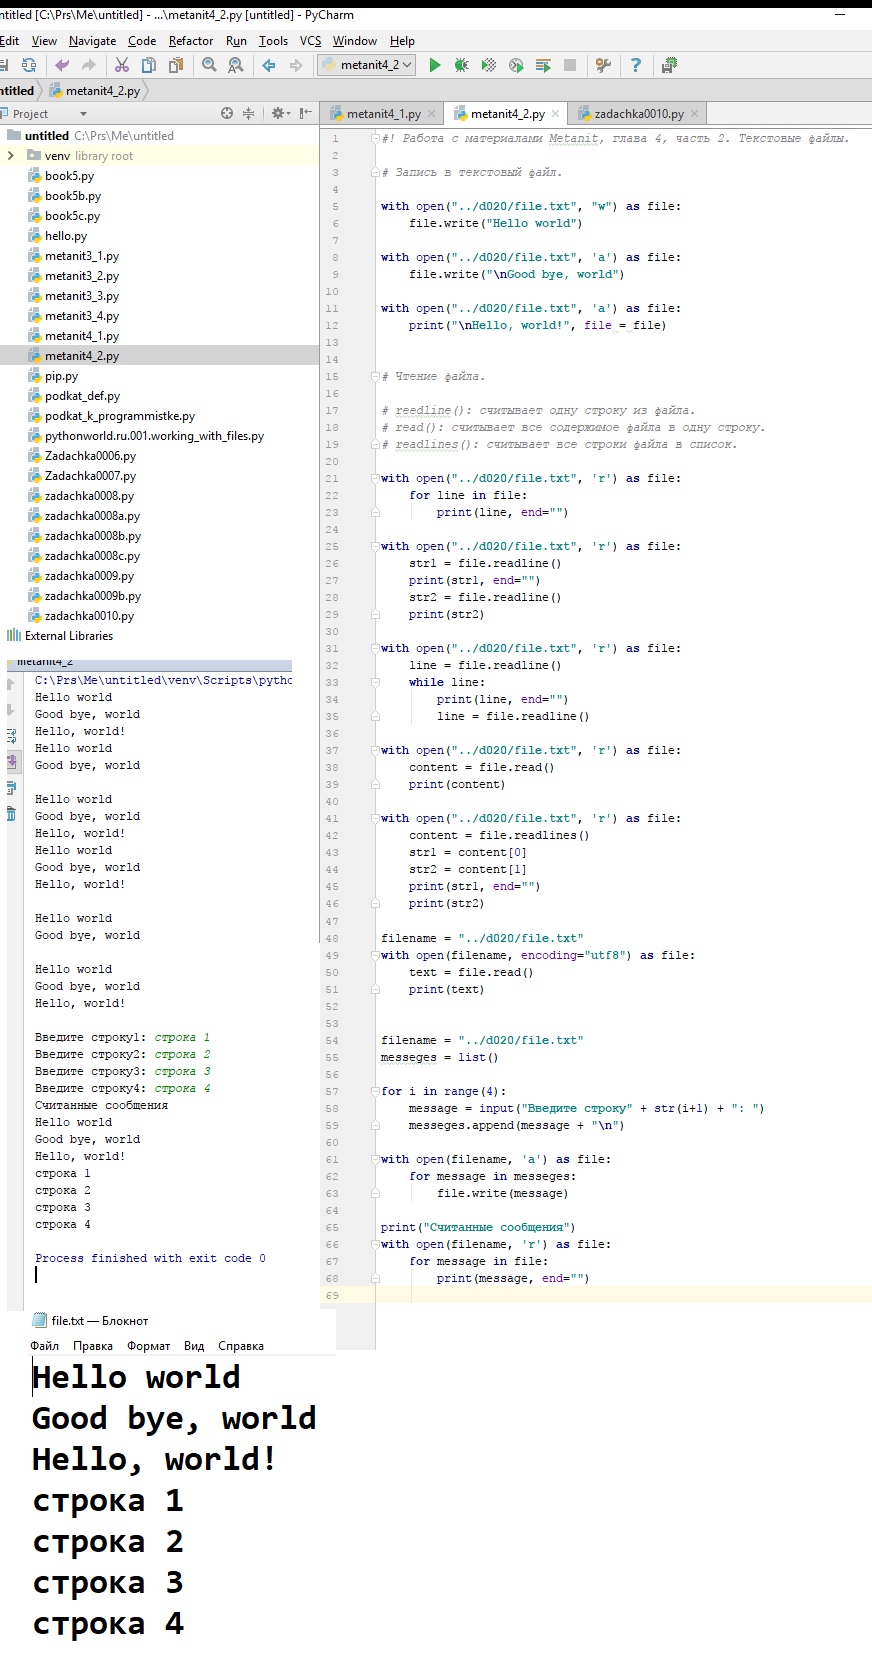 ntitled [C:\Prs\Me\untitled] - ...\metanit4_2.py [untitled] - PyCharm
Edit View Navigate Code Refactor Run Tools VCS Window Help
metanit4_2
ntitled metanit4_2.py
Project
metanit4_1.py metanit4_2.py zadachka0010.py
untitled C:\Prs\Me\untitled
venv library root
book5.py
book5b.py
book5c.py
hello.py
metanit3_1.py
metanit3_2.py
metanit3_3.py
metanit3_4.py
metanit4_1.py
metanit4_2.py
pip.py
podkat_def.py
podkat_k_programmistke.py
pythonworld.ru.001.working_with_files.py
Zadachka0006.py
Zadachka0007.py
zadachka0008.py
zadachka0008a.py
zadachka0008b.py
zadachka0008c.py
zadachka0009.py
zadachka0009b.py
zadachka0010.py
External Libraries
1 #! Работа с материалами Metanit, глава 4, часть 2. Текстовые файлы.
2
3 # Запись в текстовый файл.
4
5 with open("../d020/file.txt", "w") as file:
6 file.write("Hello world")
7
8 with open("../d020/file.txt", 'a') as file:
9 file.write("\nGood bye, world")
10
11 with open("../d020/file.txt", 'a') as file:
12 print("\nHello, world!", file = file)
13
14
15 # Чтение файла.
16
17 # reedline(): считывает одну строку из файла.
18 # read(): считывает все содержимое файла в одну строку.
19 # readlines(): считывает все строки файла в список.
20
21 with open("../d020/file.txt", 'r') as file:
22 for line in file:
23 print(line, end="")
24
25 with open("../d020/file.txt", 'r') as file:
26 str1 = file.readline()
27 print(str1, end="")
28 str2 = file.readline()
29 print(str2)
30
31 with open("../d020/file.txt", 'r') as file:
32 line = file.readline()
33 while line:
34 print(line, end="")
35 line = file.readline()
36
37 with open("../d020/file.txt", 'r') as file:
38 content = file.read()
39 print(content)
40
41 with open("../d020/file.txt", 'r') as file:
42 content = file.readlines()
43 str1 = content[0]
44 str2 = content[1]
45 print(str1, end="")
46 print(str2)
47
48 filename = "../d020/file.txt"
49 with open(filename, encoding="utf8") as file:
50 text = file.read()
51 print(text)
52
53
54 filename = "../d020/file.txt"
55 messeges = list()
56
57 for i in range(4):
58 message = input("Введите строку" + str(i+1) + ": ")
59 messeges.append(message + "\n")
60
61 with open(filename, 'a') as file:
62 for message in messeges:
63 file.write(message)
64
65 print("Считанные сообщения")
66 with open(filename, 'r') as file:
67 for message in file:
68 print(message, end="")
69
metanit4_2
C:\Prs\Me\untitled\venv\Scripts\pytho
Hello world
Good bye, world
Hello, world!
Hello world
Good bye, world
Hello world
Good bye, world
Hello, world!
Hello world
Good bye, world
Hello, world!
Hello world
Good bye, world
Hello world
Good bye, world
Hello, world!
Введите строку1: строка 1
Введите строку2: строка 2
Введите строку3: строка 3
Введите строку4: строка 4
Считанные сообщения
Hello world
Good bye, world
Hello, world!
строка 1
строка 2
строка 3
строка 4
Process finished with exit code 0
file.txt — Блокнот
Файл Правка Формат Вид Справка
Hello world
Good bye, world
Hello, world!
строка 1
строка 2
строка 3
строка 4